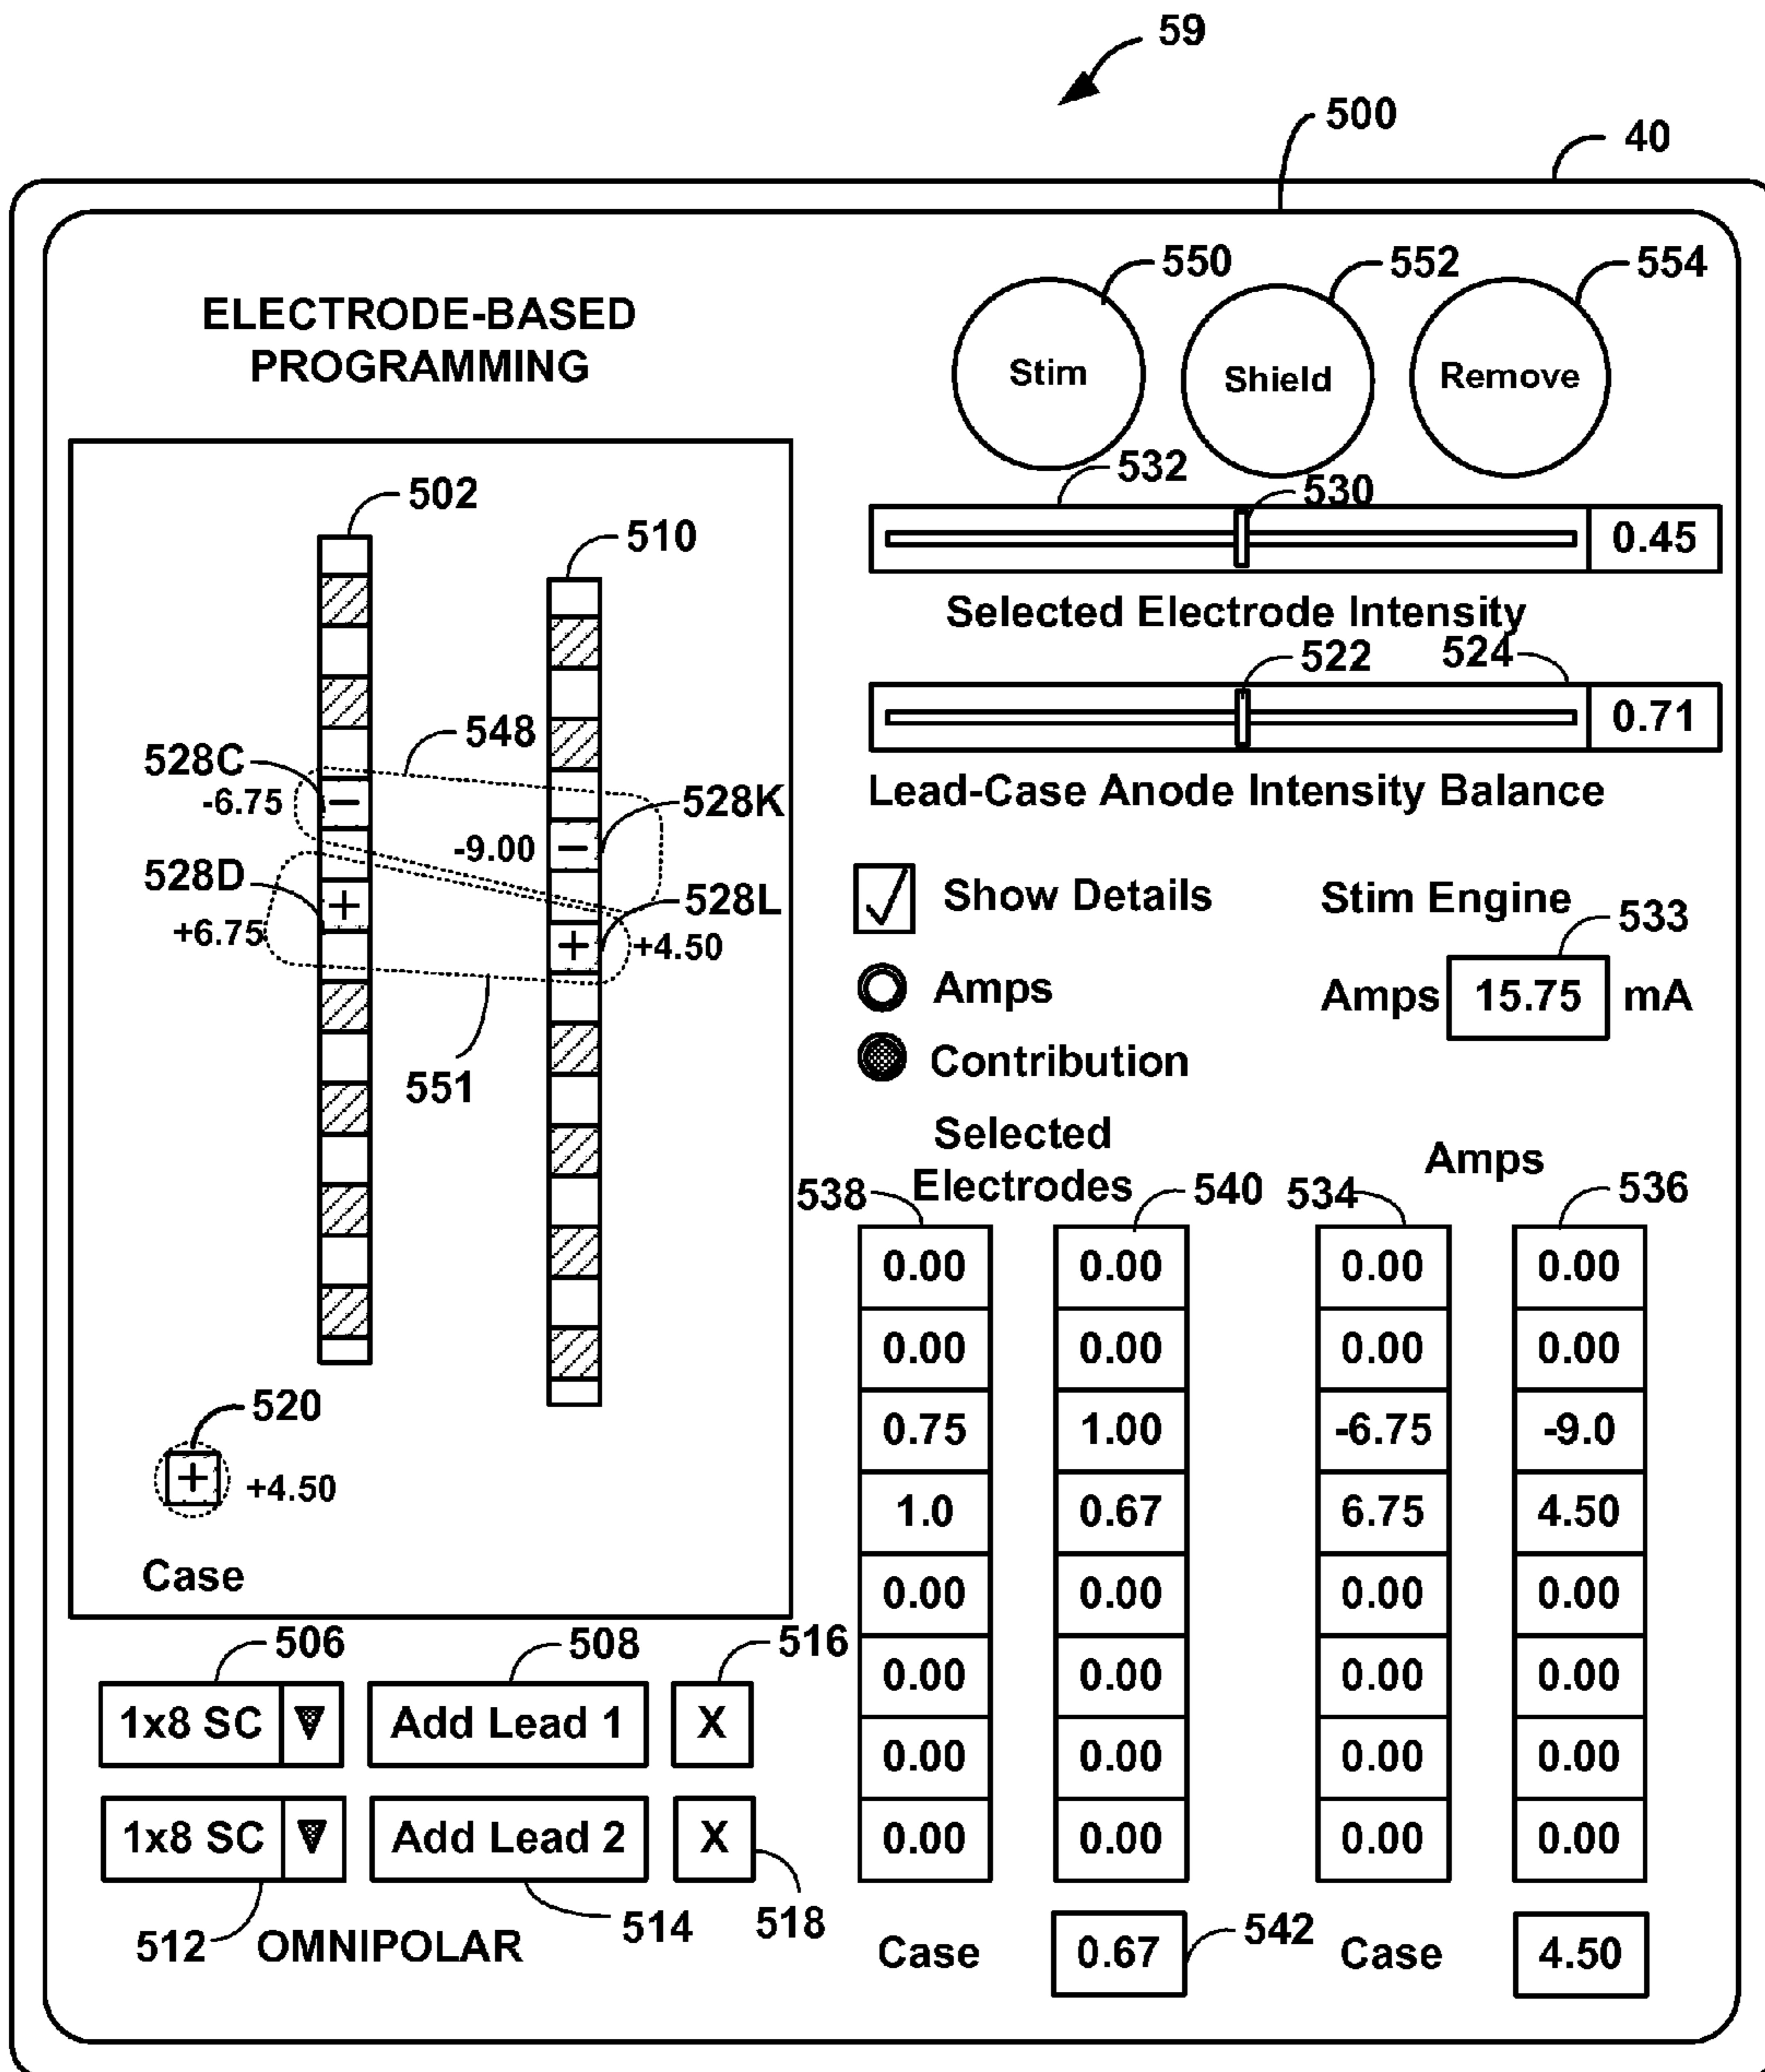 59
500
40
550
552
554
ELECTRODE-BASED
PROGRAMMING
Stim
Shield
Remove
532
530
0.45
Selected Electrode Intensity
522
524
0.71
Lead-Case Anode Intensity Balance
502
510
548
528C
-6.75
−
528K
-9.00
−
528D
+
+6.75
528L
+
+4.50
551
520
+
+4.50
Case
Show Details
Stim Engine
533
Amps
Amps 15.75 mA
Contribution
Selected
Electrodes
Amps
538
540
534
536
0.00 0.00 0.00 0.00
0.00 0.00 0.00 0.00
0.75 1.00 -6.75 -9.0
1.0 0.67 6.75 4.50
0.00 0.00 0.00 0.00
0.00 0.00 0.00 0.00
0.00 0.00 0.00 0.00
0.00 0.00 0.00 0.00
Case 0.67 542 Case 4.50
506
508
516
1x8 SC Add Lead 1 X
1x8 SC Add Lead 2 X
512
OMNIPOLAR
514
518